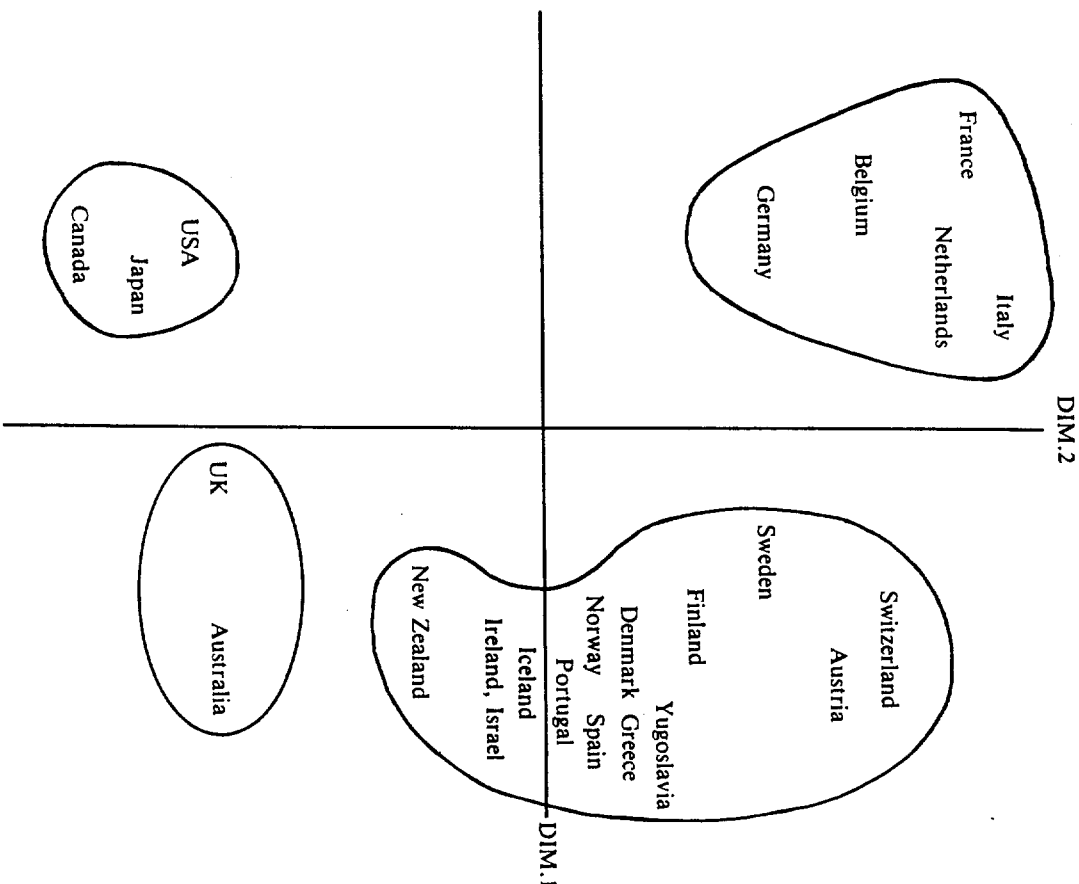 DIM.2
France
Italy
Netherlands
Belgium
Germany
USA
Japan
Canada
Switzerland
Austria
Sweden
Finland
Yugoslavia
Denmark Greece
Norway Spain
Portugal
Iceland
Ireland, Israel
New Zealand
UK
Australia
DIM.1